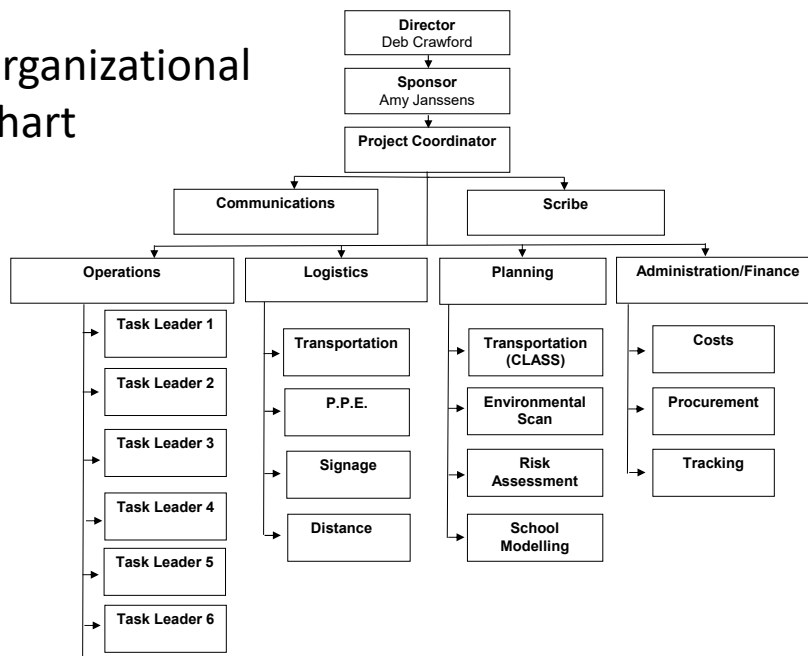 rganizational
hart
Director
Deb Crawford
Sponsor
Amy Janssens
Project Coordinator
Communications
Scribe
Operations
Logistics
Planning
Administration/Finance
Task Leader 1
Task Leader 2
Task Leader 3
Task Leader 4
Task Leader 5
Task Leader 6
Transportation
P.P.E.
Signage
Distance
Transportation
(CLASS)
Environmental
Scan
Risk
Assessment
School
Modelling
Costs
Procurement
Tracking